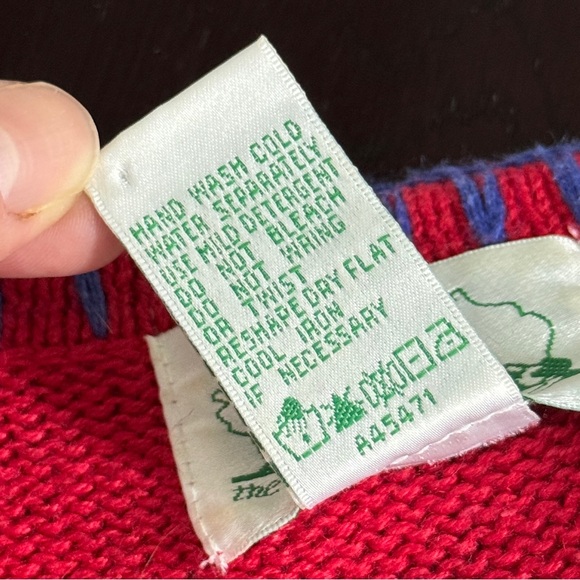 HAND WASH COLD
WATER SEPARATELY
USE MILD DETERGENT
DO NOT BLEACH
DO NOT WRING
OR TWIST
RESHAPE DRY FLAT
COOL IRON
IF NECESSARY
A45471
the